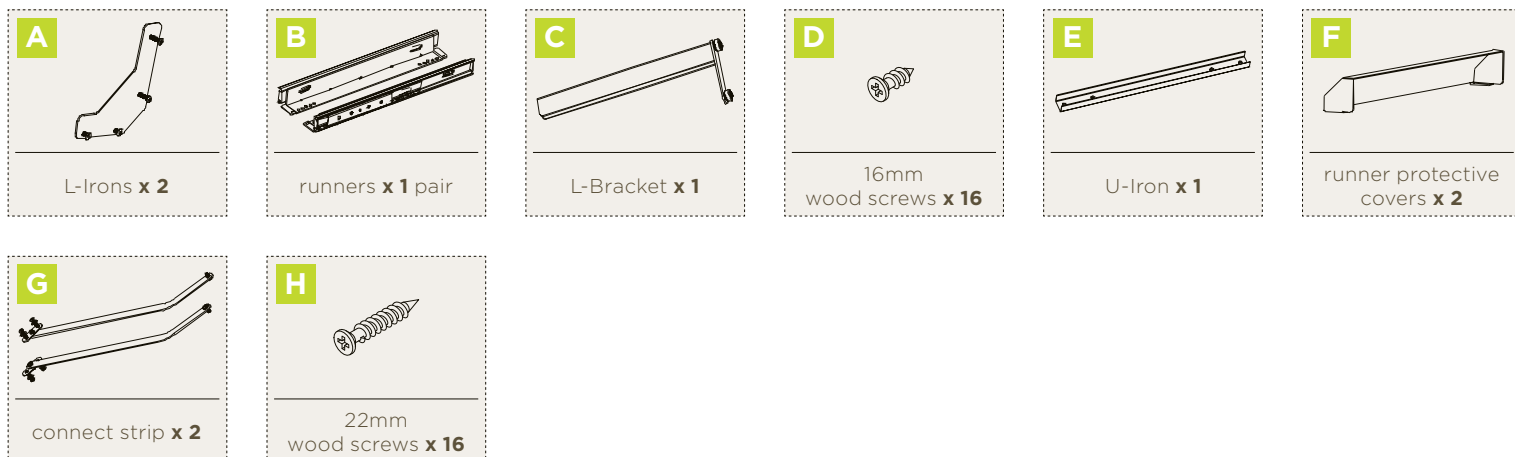 A
B
C
D
E
F
L-Irons x 2
runners x 1 pair
L-Bracket x 1
16mm
wood screws x 16
U-Iron x 1
runner protective
covers x 2
G
H
connect strip x 2
22mm
wood screws x 16